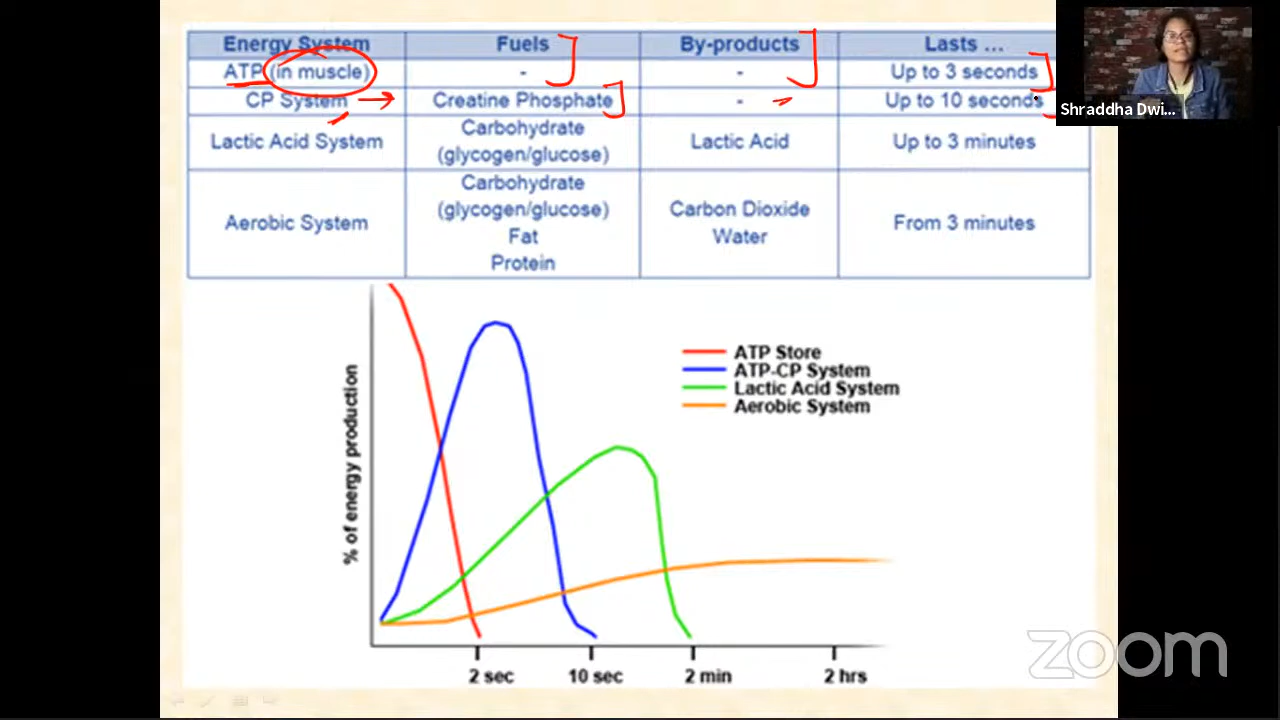 Energy System Fuels By-products Lasts ...
ATP (in muscle) - - Up to 3 seconds
CP System Creatine Phosphate - Up to 10 seconds
Shraddha Dwi...
Lactic Acid System Carbohydrate (glycogen/glucose) Lactic Acid Up to 3 minutes
Aerobic System Carbohydrate (glycogen/glucose) Fat Protein Carbon Dioxide Water From 3 minutes
% of energy production
ATP Store
ATP-CP System
Lactic Acid System
Aerobic System
2 sec 10 sec 2 min 2 hrs
zoom